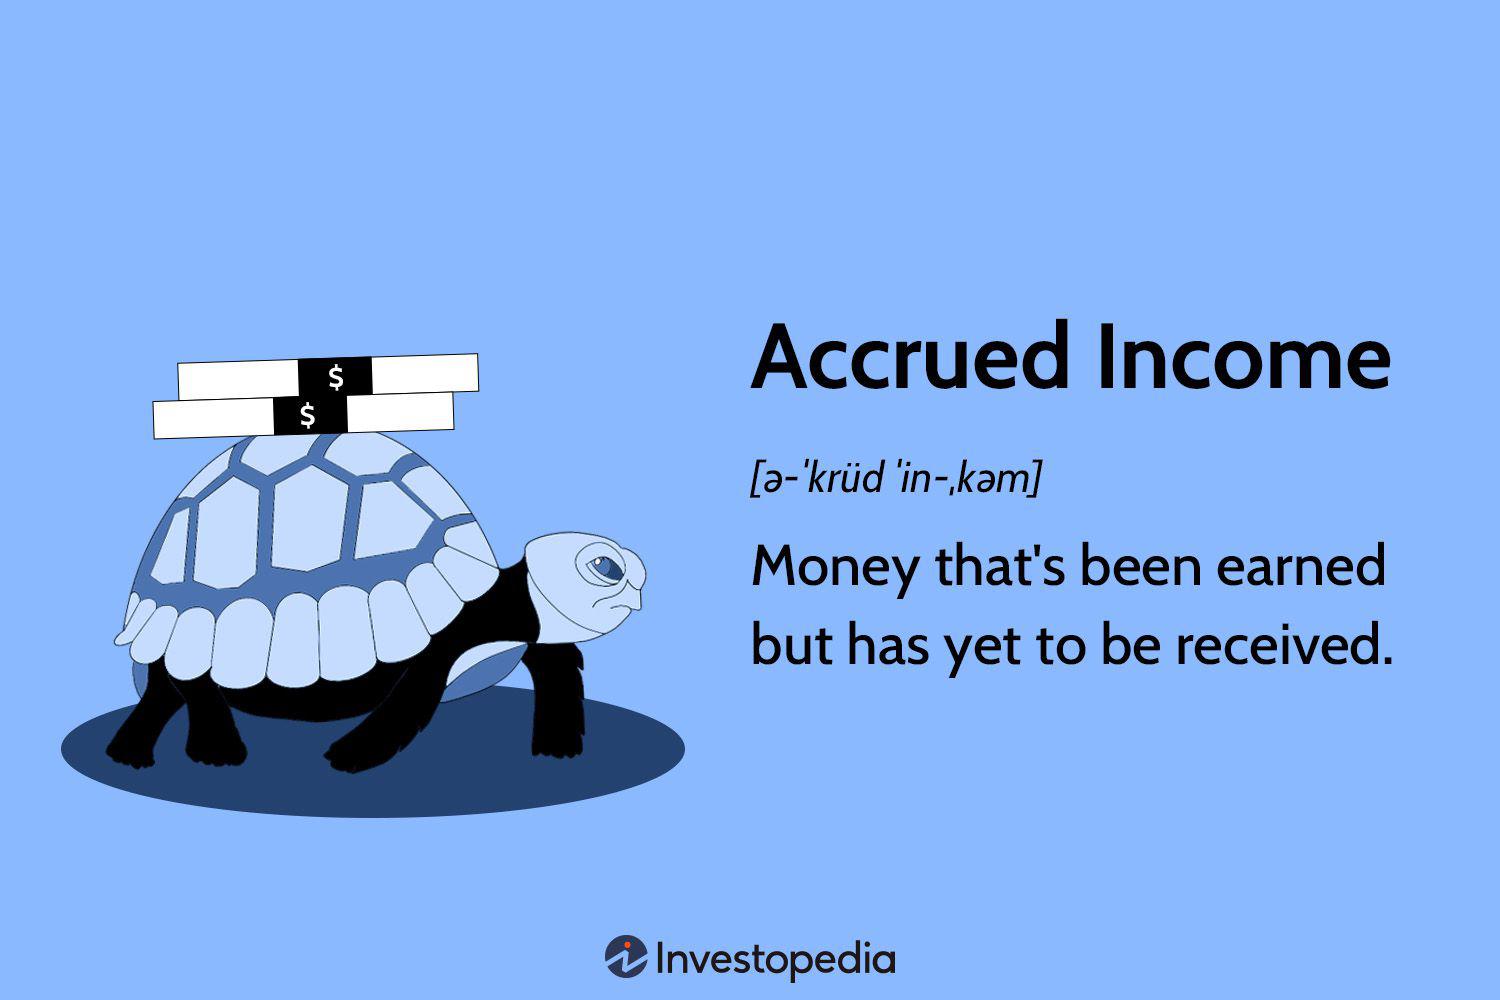 $
$
Accrued Income
[ə-ˈkrüd ˈin-ˌkəm]
Money that's been earned
but has yet to be received.
Investopedia